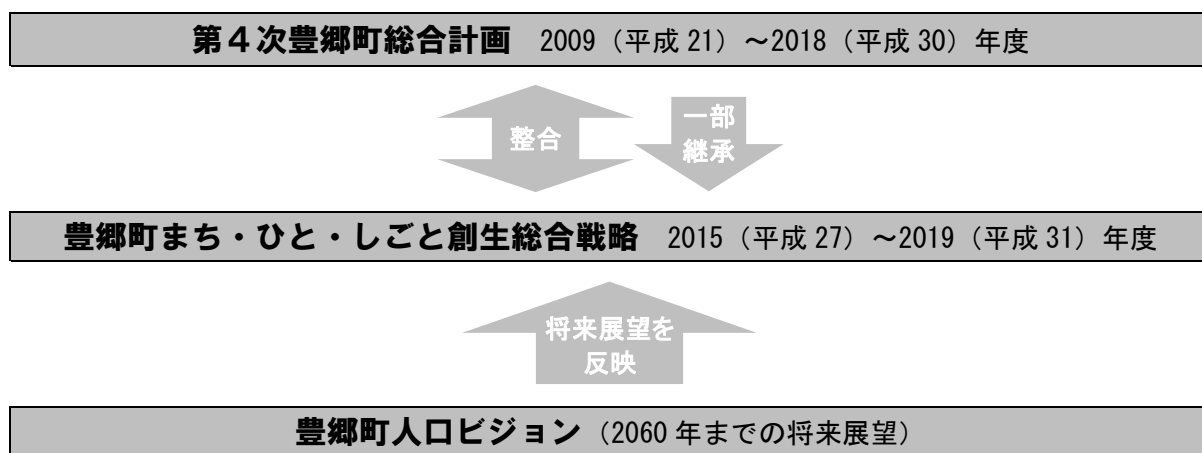 第４次豊郷町総合計画　2009（平成 21）～2018（平成 30）年度
整合
一部
継承
豊郷町まち・ひと・しごと創生総合戦略　2015（平成 27）～2019（平成 31）年度
将来展望を
反映
豊郷町人口ビジョン（2060 年までの将来展望）